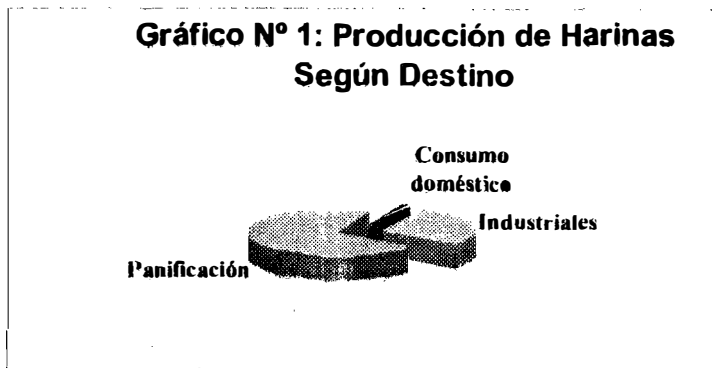 Gráfico Nº 1: Producción de Harinas
Según Destino
Consumo
doméstico
Industriales
Panificación